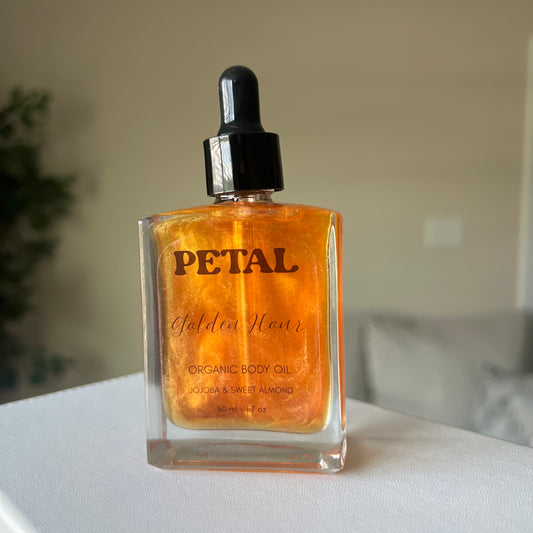 PETAL
Golden Hour
ORGANIC BODY OIL
JOJOBA & SWEET ALMOND
50 ml - 1.7 oz